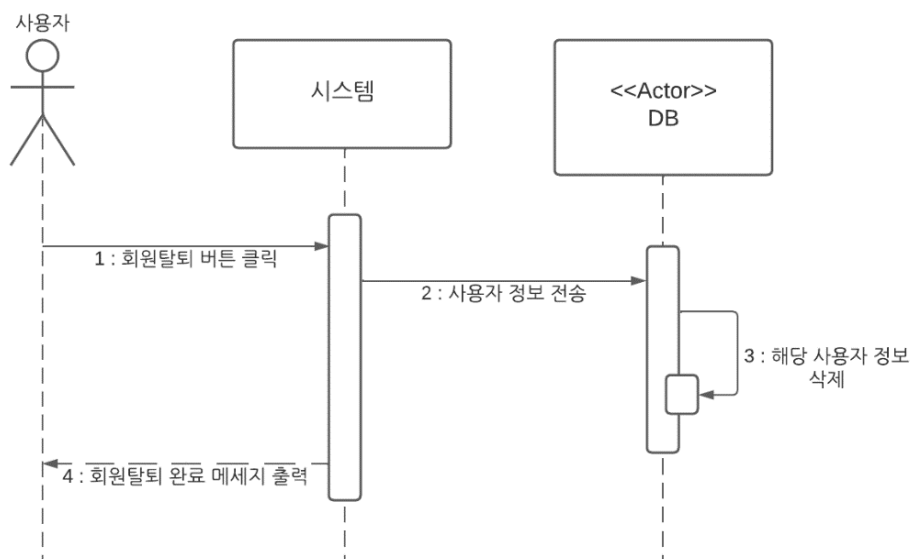 사용자
시스템
<<Actor>>
DB
1 : 회원탈퇴 버튼 클릭
2 : 사용자 정보 전송
3 : 해당 사용자 정보
삭제
4 : 회원탈퇴 완료 메세지 출력